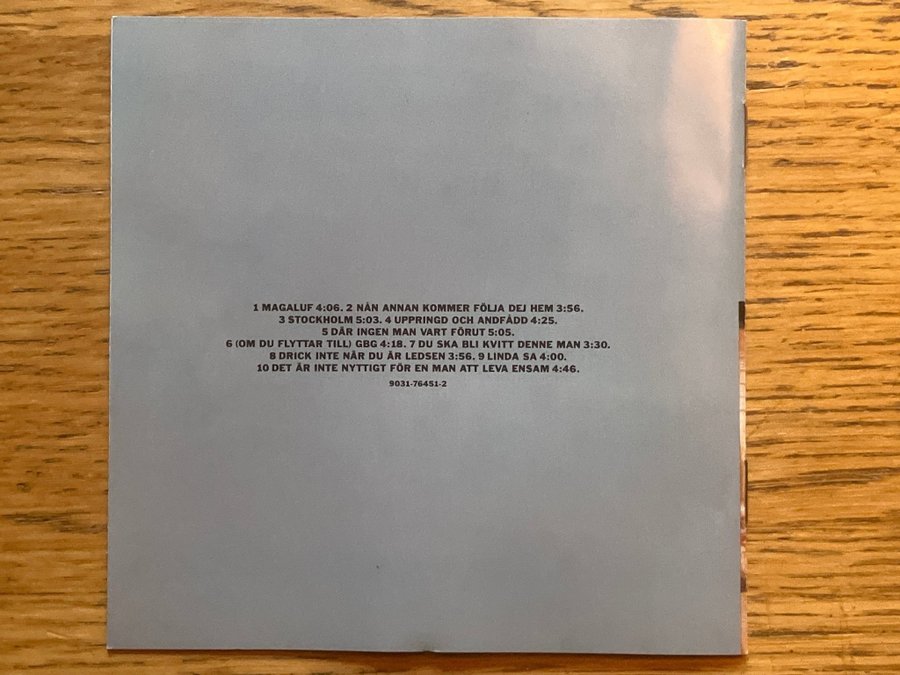 1 MAGALUF 4:06. 2 NÅN ANNAN KOMMER FÖLJA DEJ HEM 3:56.
3 STOCKHOLM 5:03. 4 UPPRINGD OCH ANDFÅDD 4:25.
5 DÄR INGEN MAN VART FÖRUT 5:05.
6 (OM DU FLYTTAR TILL) GBG 4:18. 7 DU SKA BLI KVITT DENNE MAN 3:30.
8 DRICK INTE NÄR DU ÄR LEDSEN 3:56. 9 LINDA SA 4:00.
10 DET ÄR INTE NYTTIGT FÖR EN MAN ATT LEVA ENSAM 4:46.
9031-76451-2